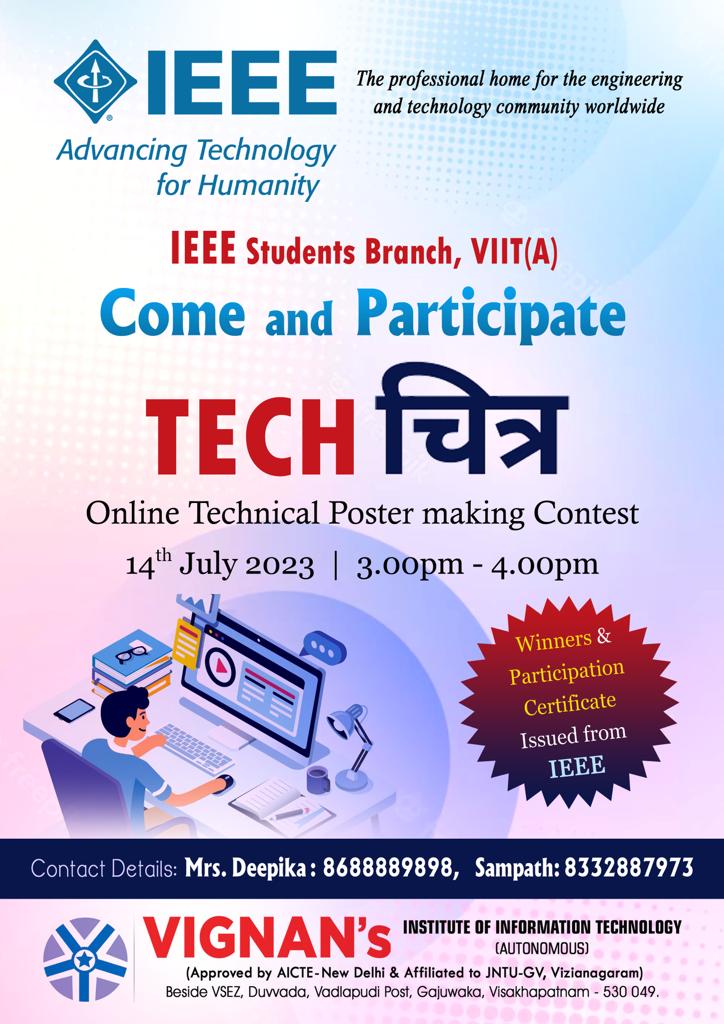 IEEE
®
The professional home for the engineering
and technology community worldwide
Advancing Technology
for Humanity
IEEE Students Branch, VIIT(A)
Come and Participate
TECH चित्र
Online Technical Poster making Contest
14th July 2023 | 3.00pm - 4.00pm
Winners &
Participation
Certificate
Issued from
IEEE
Contact Details: Mrs. Deepika : 8688889898, Sampath: 8332887973
VIGNAN's
INSTITUTE OF INFORMATION TECHNOLOGY
(AUTONOMOUS)
(Approved by AICTE-New Delhi & Affiliated to JNTU-GV, Vizianagaram)
Beside VSEZ, Duvvada, Vadlapudi Post, Gajuwaka, Visakhapatnam - 530 049.